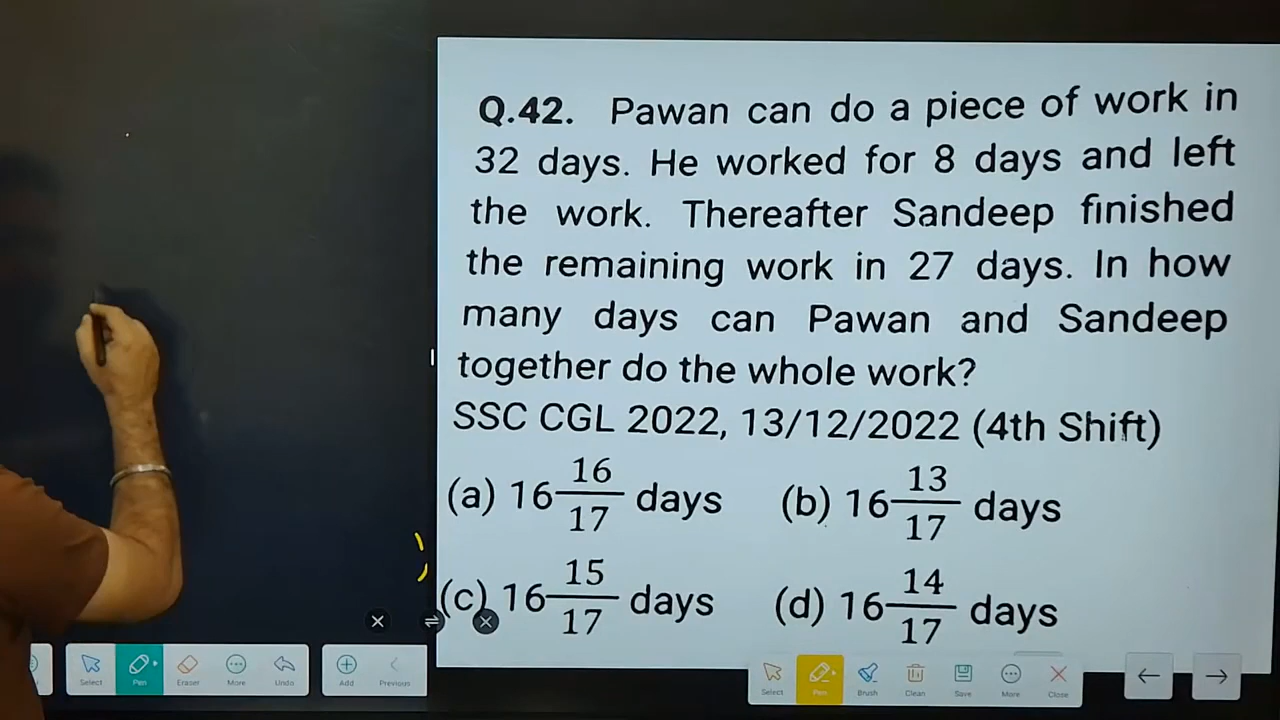 Q.42. Pawan can do a piece of work in
32 days. He worked for 8 days and left
the work. Thereafter Sandeep finished
the remaining work in 27 days. In how
many days can Pawan and Sandeep
together do the whole work?
SSC CGL 2022, 13/12/2022 (4th Shift)
(a) 16 16/17 days (b) 16 13/17 days
(c) 16 15/17 days (d) 16 14/17 days
Select Pen Eraser More Undo Add Previous
Select Pen Brush Clean Save More Close